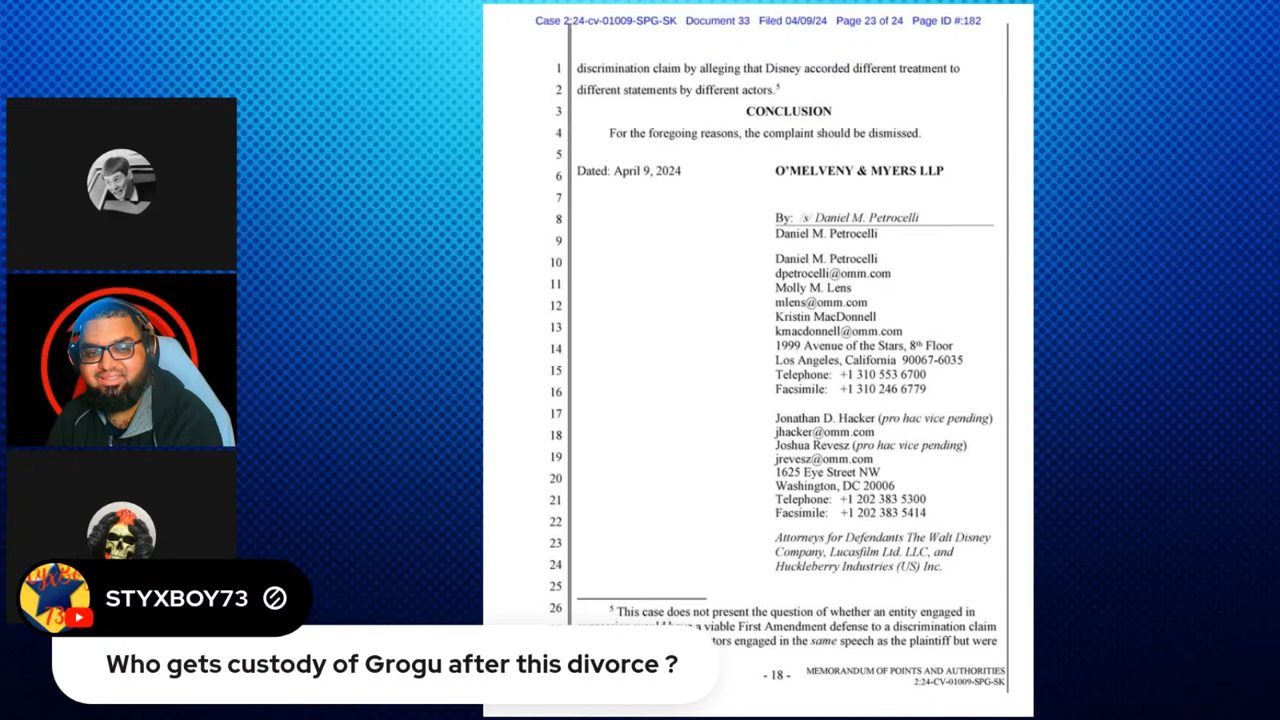 Case 2:24-cv-01009-SPG-SK Document 33 Filed 04/09/24 Page 23 of 24 Page ID #:182
1 discrimination claim by alleging that Disney accorded different treatment to
2 different statements by different actors.⁵
3 CONCLUSION
4 For the foregoing reasons, the complaint should be dismissed.
5
6 Dated: April 9, 2024 O'MELVENY & MYERS LLP
7
8 By: /s/ Daniel M. Petrocelli
9 Daniel M. Petrocelli
10 Daniel M. Petrocelli
dpetrocelli@omm.com
11 Molly M. Lens
12 mlens@omm.com
Kristin MacDonnell
13 kmacdonnell@omm.com
14 1999 Avenue of the Stars, 8th Floor
Los Angeles, California 90067-6035
15 Telephone: +1 310 553 6700
16 Facsimile: +1 310 246 6779
17 Jonathan D. Hacker (pro hac vice pending)
18 jhacker@omm.com
Joshua Revesz (pro hac vice pending)
19 jrevesz@omm.com
20 1625 Eye Street NW
Washington, DC 20006
21 Telephone: +1 202 383 5300
22 Facsimile: +1 202 383 5414
23 Attorneys for Defendants The Walt Disney
Company, Lucasfilm Ltd. LLC, and
24 Huckleberry Industries (US) Inc.
25
26 ⁵ This case does not present the question of whether an entity engaged in
viable First Amendment defense to a discrimination claim
engaged in the same speech as the plaintiff but were
- 18 - MEMORANDUM OF POINTS AND AUTHORITIES
2:24-CV-01009-SPG-SK
STYXBOY73
Who gets custody of Grogu after this divorce ?